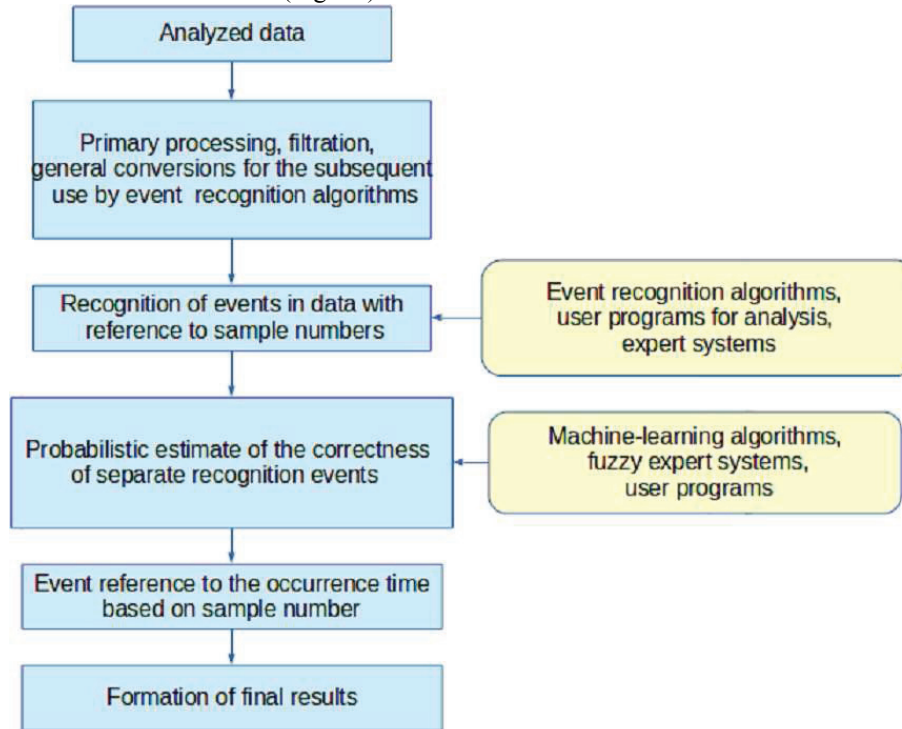 Analyzed data
Primary processing, filtration,
general conversions for the subsequent
use by event recognition algorithms
Recognition of events in data with
reference to sample numbers
Event recognition algorithms,
user programs for analysis,
expert systems
Probabilistic estimate of the correctness
of separate recognition events
Machine-learning algorithms,
fuzzy expert systems,
user programs
Event reference to the occurrence time
based on sample number
Formation of final results